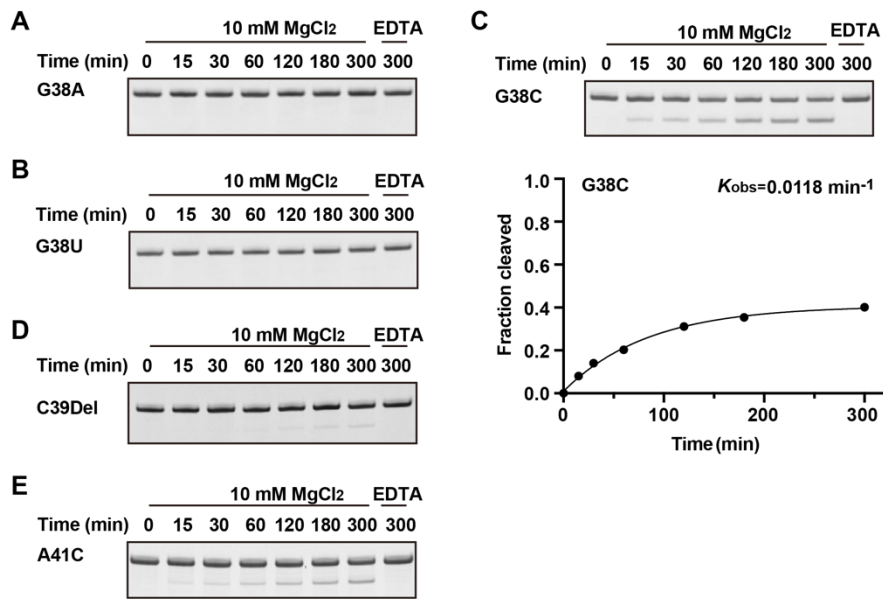 A
10 mM MgCl2 EDTA
Time (min) 0 15 30 60 120 180 300 300
G38A
B
10 mM MgCl2 EDTA
Time (min) 0 15 30 60 120 180 300 300
G38U
D
10 mM MgCl2 EDTA
Time (min) 0 15 30 60 120 180 300 300
C39Del
E
10 mM MgCl2 EDTA
Time (min) 0 15 30 60 120 180 300 300
A41C
C
10 mM MgCl2 EDTA
Time (min) 0 15 30 60 120 180 300 300
G38C
G38C Kobs=0.0118 min-1
Fraction cleaved
1.0
0.8
0.6
0.4
0.2
0.0
0 100 200 300
Time (min)